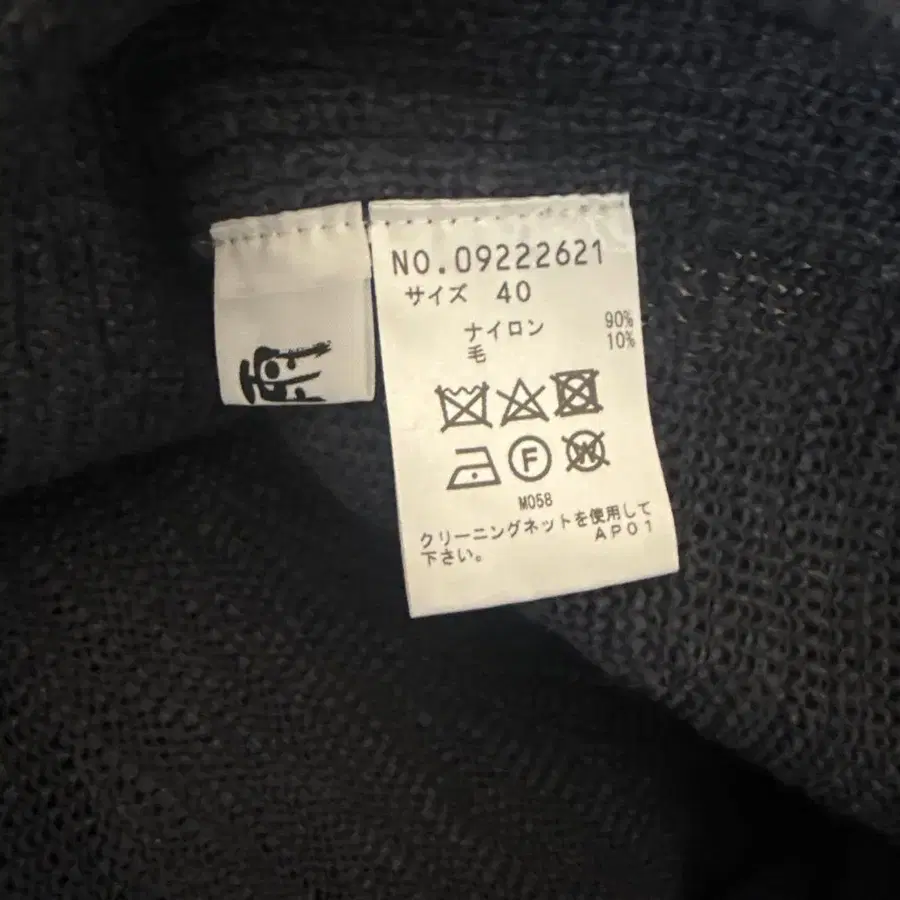 NO.09222621
サイズ 40
ナイロン 90%
毛 10%
F
W
M058
クリーニングネットを使用して
下さい。 AP01